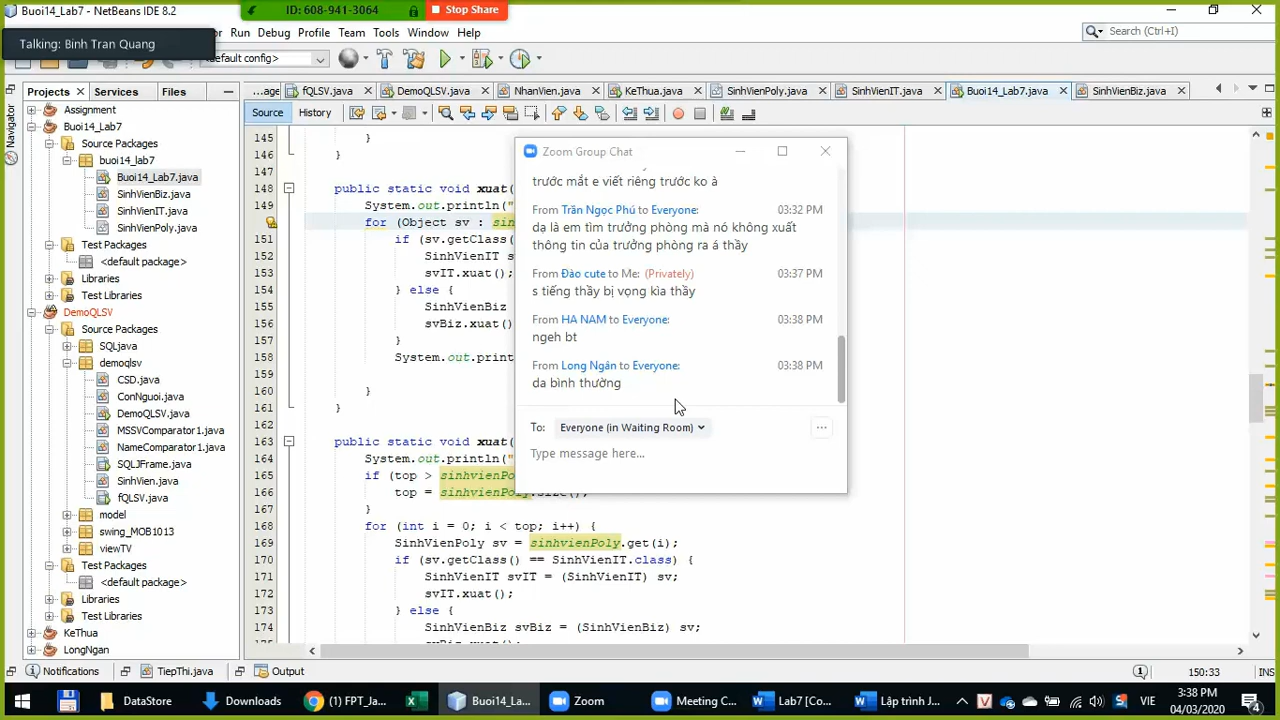 Buoi14_Lab7 - NetBeans IDE 8.2
ID: 608-941-3064
Stop Share
Talking: Binh Tran Quang
Run Debug Profile Team Tools Window Help
Search (Ctrl+I)
default config>
Projects Services Files
...age fQLSV.java DemoQLSV.java NhanVien.java KeThua.java SinhVienPoly.java SinhVienIT.java Buoi14_Lab7.java SinhVienBiz.java
Source History
Navigator
Assignment
Buoi14_Lab7
Source Packages
buoi14_lab7
Buoi14_Lab7.java
SinhVienBiz.java
SinhVienIT.java
SinhVienPoly.java
Test Packages
<default package>
Libraries
Test Libraries
DemoQLSV
Source Packages
SQLjava
demoqlsv
CSD.java
ConNguoi.java
DemoQLSV.java
MSSVComparator1.java
NameComparator1.java
SQLJFrame.java
SinhVien.java
fQLSV.java
model
swing_MOB1013
viewTV
Test Packages
<default package>
Libraries
Test Libraries
KeThua
LongNgan
145 }
146 }
148 public static void xuat(
149 System.out.println("
for (Object sv : sin
151 if (sv.getClass(
152 SinhVienIT s
153 svIT.xuat();
154 } else {
155 SinhVienBiz
156 svBiz.xuat()
157 }
158 System.out.print
159
160 }
161 }
162
163 public static void xuat(
164 System.out.println("
165 if (top > sinhvienPo
166 top = sinhvienPoly.size();
167 }
168 for (int i = 0; i < top; i++) {
169 SinhVienPoly sv = sinhvienPoly.get(i);
170 if (sv.getClass() == SinhVienIT.class) {
171 SinhVienIT svIT = (SinhVienIT) sv;
172 svIT.xuat();
173 } else {
174 SinhVienBiz svBiz = (SinhVienBiz) sv;
Zoom Group Chat
trước mắt e viết riêng trước ko à
From Trần Ngọc Phú to Everyone: 03:32 PM
dạ là em tìm trưởng phòng mà nó không xuất
thông tin của trưởng phòng ra á thầy
From Đào cute to Me: (Privately) 03:37 PM
s tiếng thầy bị vọng kìa thầy
From HA NAM to Everyone: 03:38 PM
ngeh bt
From Long Ngân to Everyone: 03:38 PM
da bình thường
To: Everyone (in Waiting Room)
Type message here...
Notifications TiepThi.java Output
150:33
DataStore Downloads (1) FPT_Ja... Buoi14_La... Zoom Meeting C... Lab7 [Co... Lập trình J...
VIE
3:38 PM
04/03/2020
4